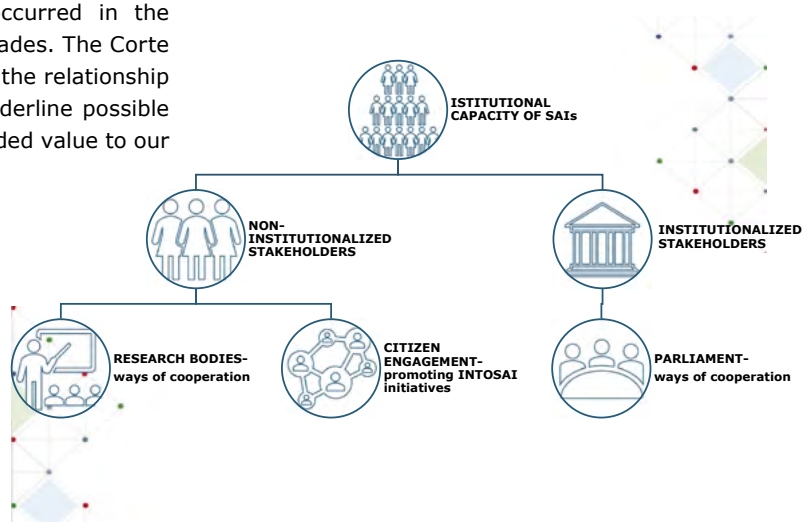 occurred in the
ades. The Corte
the relationship
derline possible
ded value to our
ISTITUTIONAL
CAPACITY OF SAIs
NON-
INSTITUTIONALIZED
STAKEHOLDERS
INSTITUTIONALIZED
STAKEHOLDERS
RESEARCH BODIES-
ways of cooperation
CITIZEN
ENGAGEMENT-
promoting INTOSAI
initiatives
PARLIAMENT-
ways of cooperation